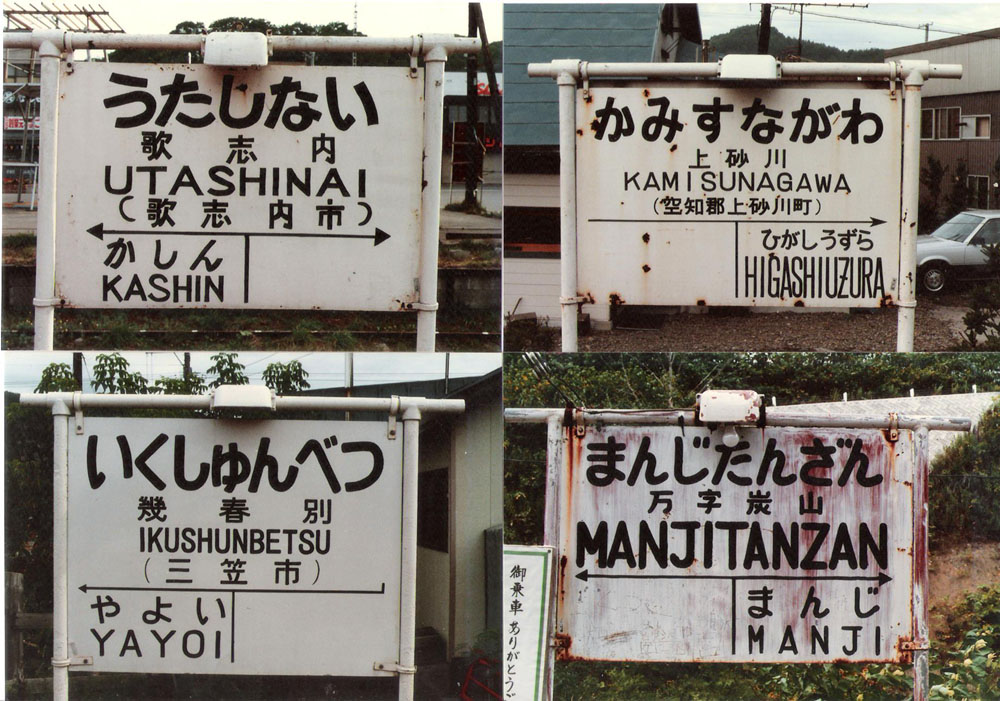 うたしない
歌志内
UTASHINAI
(歌志内市)
かしん
KASHIN
かみすながわ
上砂川
KAMISUNAGAWA
(空知郡上砂川町)
ひがしうずら
HIGASHIUZURA
いくしゅんべつ
幾春別
IKUSHUNBETSU
(三笠市)
やよい
YAYOI
まんじたんざん
万字炭山
MANJITANZAN
まんじ
MANJI
御乗車ありがとうご